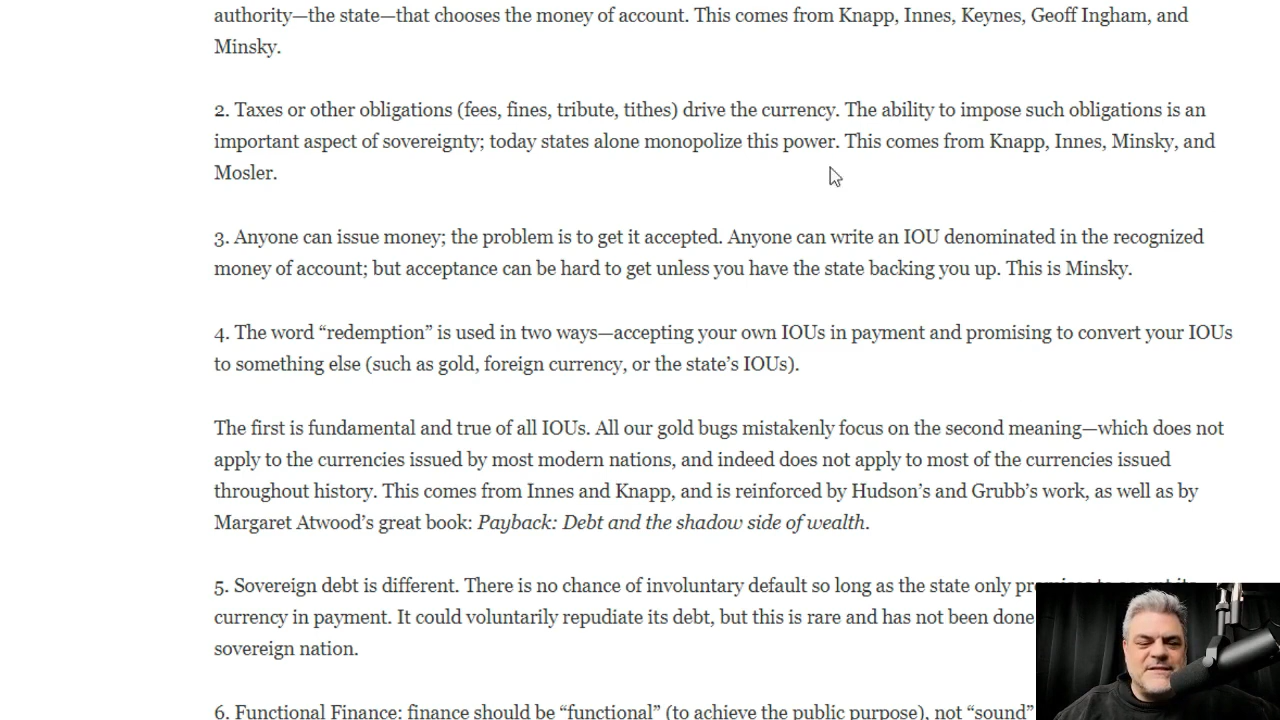 authority—the state—that chooses the money of account. This comes from Knapp, Innes, Keynes, Geoff Ingham, and
Minsky.
2. Taxes or other obligations (fees, fines, tribute, tithes) drive the currency. The ability to impose such obligations is an
important aspect of sovereignty; today states alone monopolize this power. This comes from Knapp, Innes, Minsky, and
Mosler.
3. Anyone can issue money; the problem is to get it accepted. Anyone can write an IOU denominated in the recognized
money of account; but acceptance can be hard to get unless you have the state backing you up. This is Minsky.
4. The word “redemption” is used in two ways—accepting your own IOUs in payment and promising to convert your IOUs
to something else (such as gold, foreign currency, or the state’s IOUs).
The first is fundamental and true of all IOUs. All our gold bugs mistakenly focus on the second meaning—which does not
apply to the currencies issued by most modern nations, and indeed does not apply to most of the currencies issued
throughout history. This comes from Innes and Knapp, and is reinforced by Hudson’s and Grubb’s work, as well as by
Margaret Atwood’s great book: Payback: Debt and the shadow side of wealth.
5. Sovereign debt is different. There is no chance of involuntary default so long as the state only
currency in payment. It could voluntarily repudiate its debt, but this is rare and has not been done
sovereign nation.
6. Functional Finance: finance should be “functional” (to achieve the public purpose), not “sound”